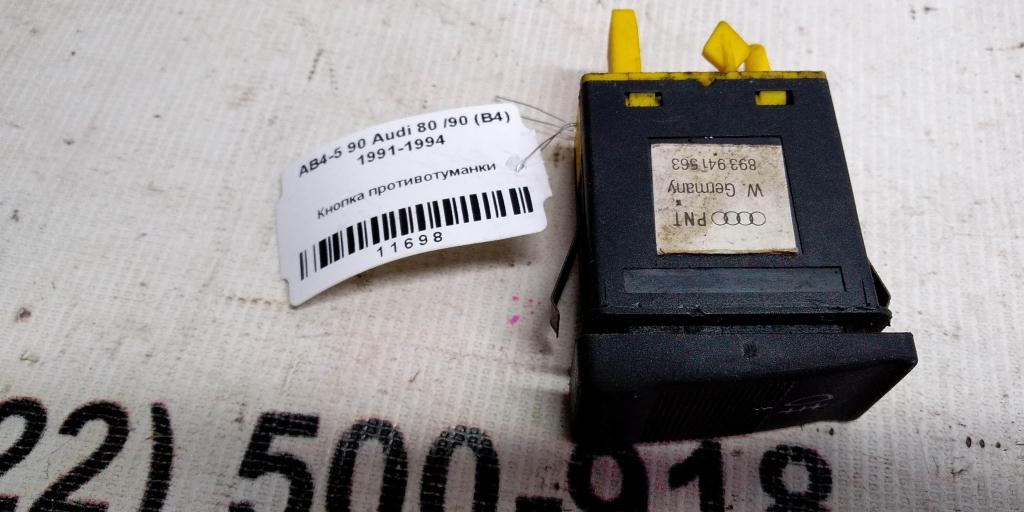 AB4-5 90 Audi 80 /90 (B4)
1991-1994
Кнопка противотуманки
11698
PNT
W. Germany
893 941 563
22) 500-918